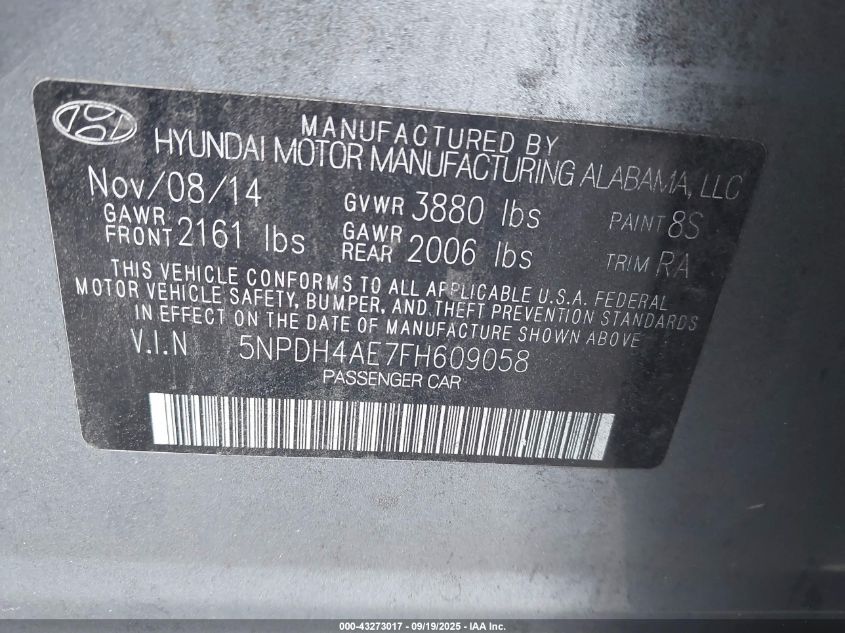 MANUFACTURED BY
HYUNDAI MOTOR MANUFACTURING ALABAMA, LLC
Nov/08/14 GVWR 3880 lbs PAINT 8S
GAWR FRONT 2161 lbs GAWR REAR 2006 lbs TRIM RA
THIS VEHICLE CONFORMS TO ALL APPLICABLE U.S.A. FEDERAL
MOTOR VEHICLE SAFETY, BUMPER, AND THEFT PREVENTION STANDARDS
IN EFFECT ON THE DATE OF MANUFACTURE SHOWN ABOVE
V.I.N 5NPDH4AE7FH609058
PASSENGER CAR
000-43273017 - 09/19/2025 - IAA Inc.